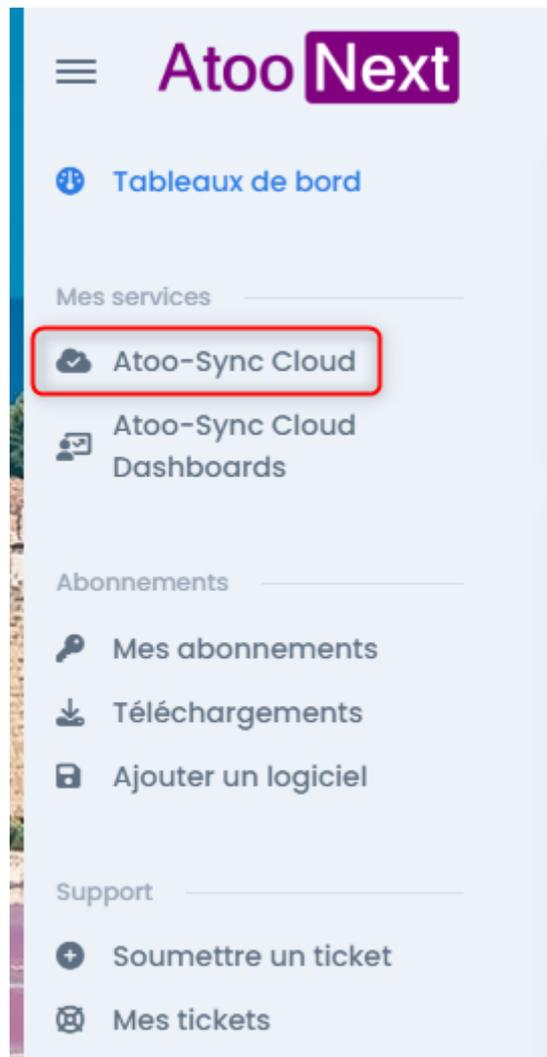 Atoo Next
Tableaux de bord
Mes services
Atoo-Sync Cloud
Atoo-Sync Cloud
Dashboards
Abonnements
Mes abonnements
Téléchargements
Ajouter un logiciel
Support
Soumettre un ticket
Mes tickets